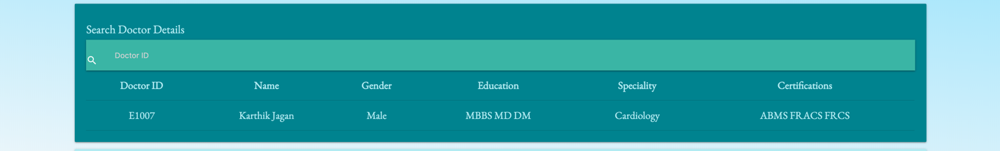 Search Doctor Details
Doctor ID
Doctor ID Name Gender Education Speciality Certifications
E1007 Karthik Jagan Male MBBS MD DM Cardiology ABMS FRACS FRCS